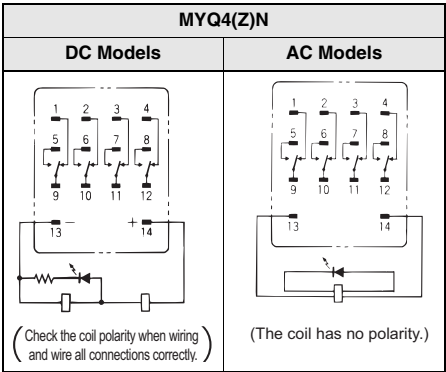 MYQ4(Z)N
DC Models AC Models
1 2 3 4
5 6 7 8
9 10 11 12
13 − + 14
(Check the coil polarity when wiring
and wire all connections correctly.)
1 2 3 4
5 6 7 8
9 10 11 12
13 14
(The coil has no polarity.)